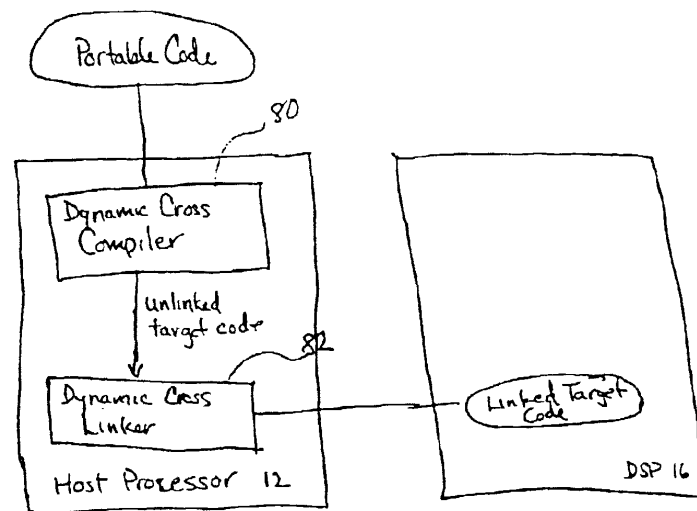 Portable Code
80
Dynamic Cross
Compiler
unlinked
target code
82
Dynamic Cross
Linker
Linked Target
Code
Host Processor 12
DSP 16